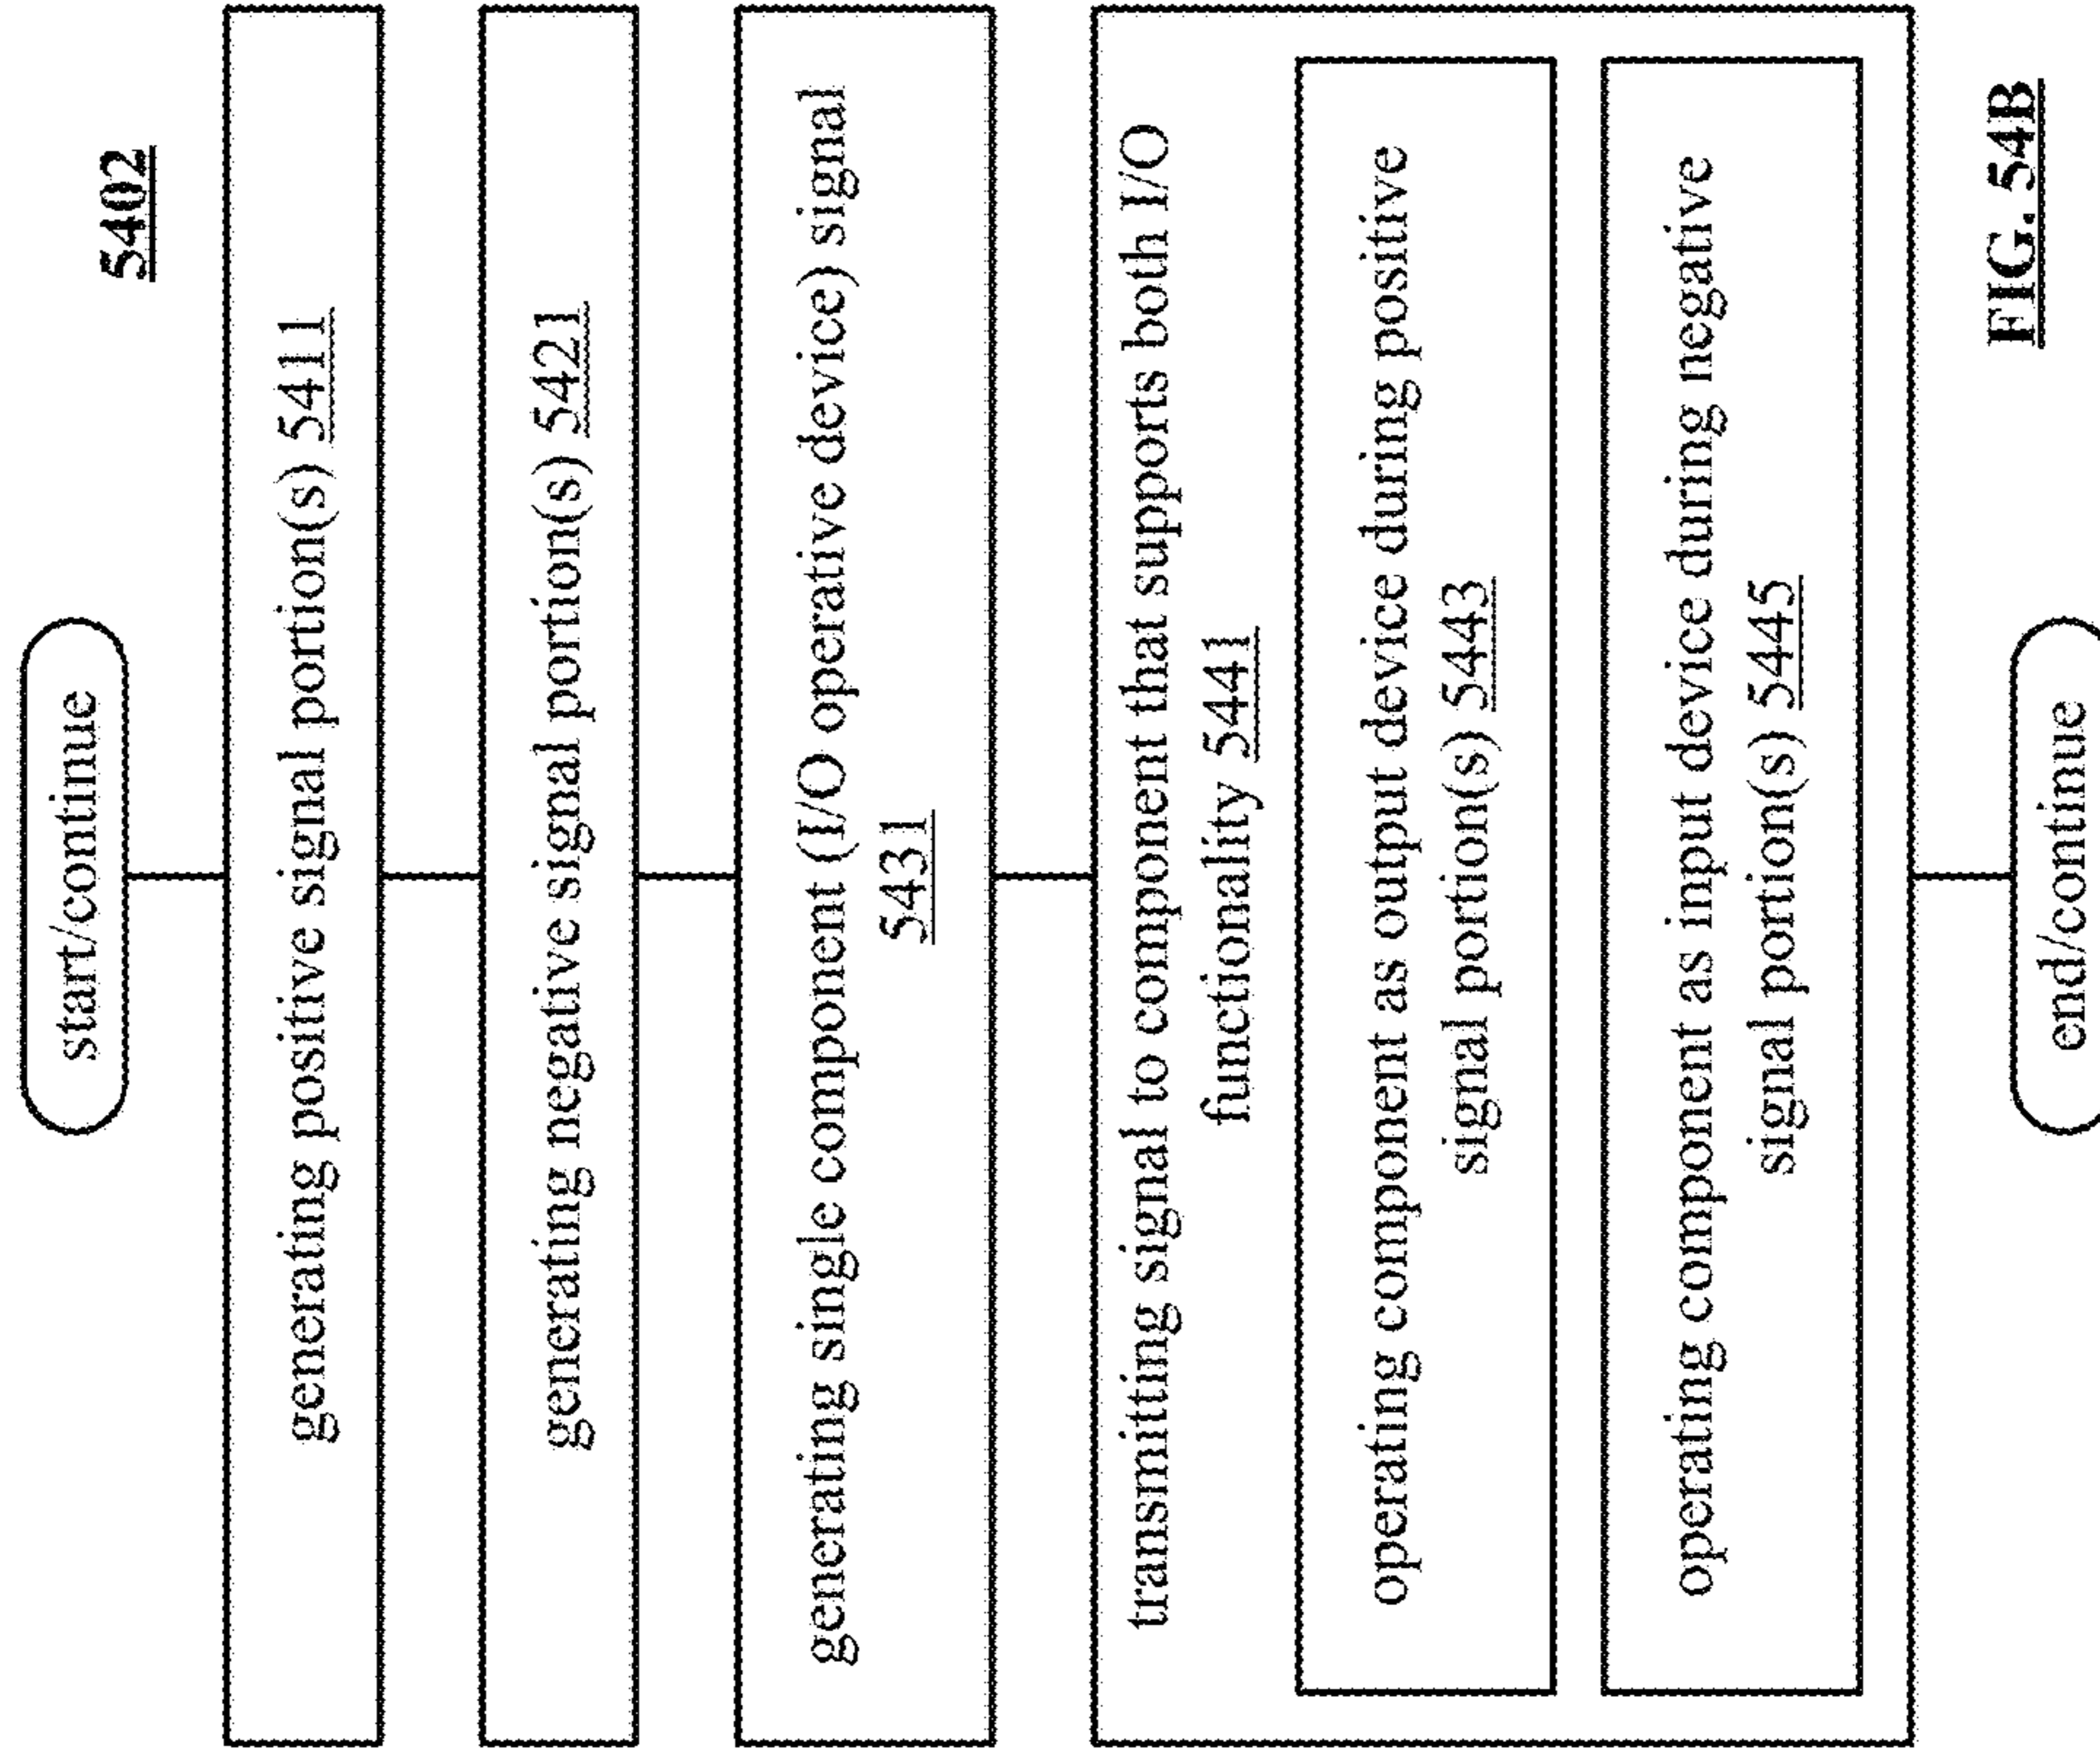 5402
start/continue
generating positive signal portion(s) 5411
generating negative signal portion(s) 5421
generating single component (I/O operative device) signal
5431
transmitting signal to component that supports both I/O
functionality 5441
operating component as output device during positive
signal portion(s) 5443
operating component as input device during negative
signal portion(s) 5445
end/continue
FIG. 54B